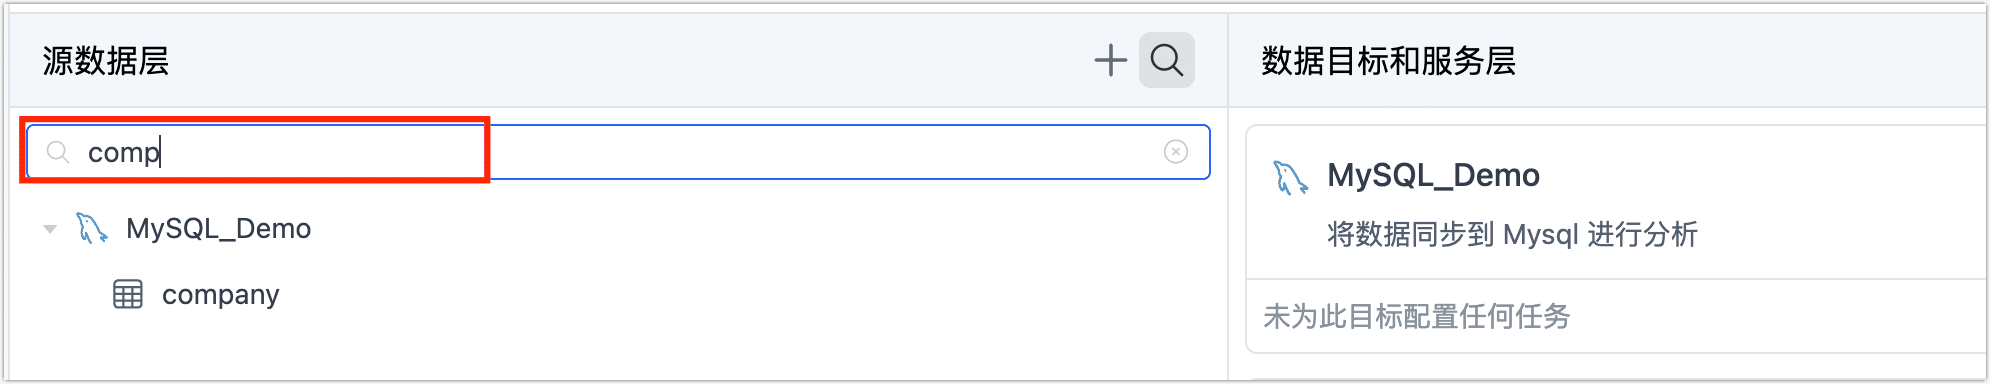 源数据层
comp
MySQL_Demo
company
数据目标和服务层
MySQL_Demo
将数据同步到 Mysql 进行分析
未为此目标配置任何任务